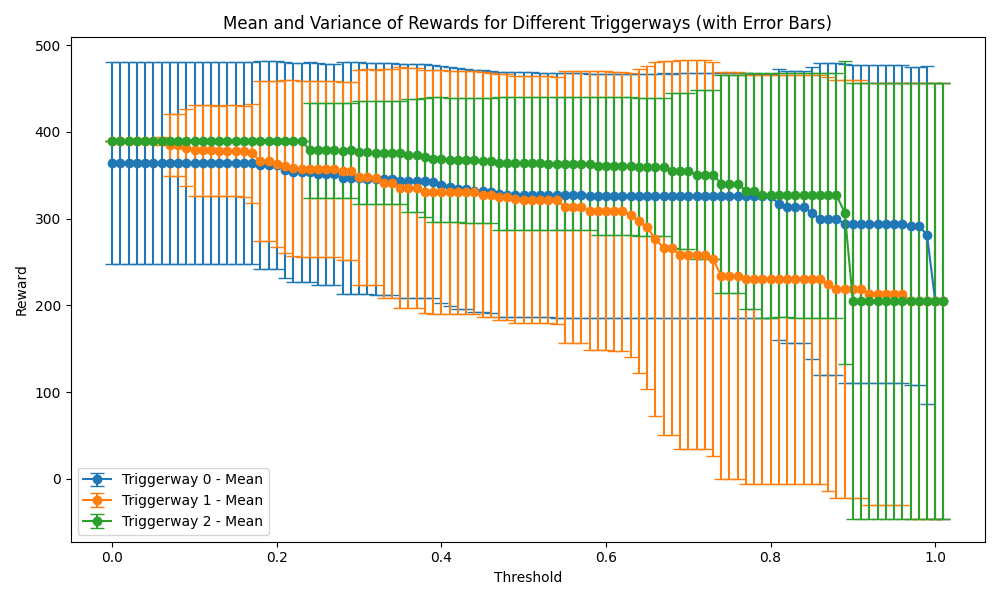 Mean and Variance of Rewards for Different Triggerways (with Error Bars)
500
400
300
200
100
0
Reward
Triggerway 0 - Mean
Triggerway 1 - Mean
Triggerway 2 - Mean
0.0
0.2
0.4
0.6
0.8
1.0
Threshold